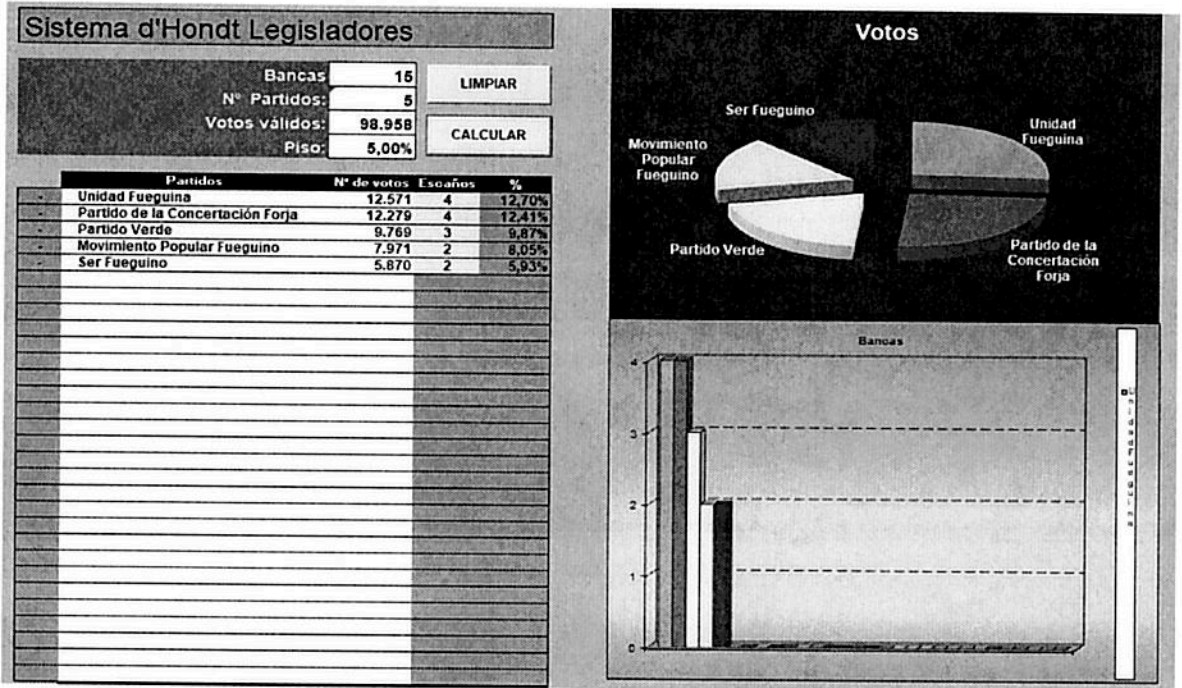 Sistema d'Hondt Legisladores
Bancas 15
N° Partidos: 5
Votos válidos: 98.958
Piso: 5,00%
LIMPIAR
CALCULAR
Partidos N° de votos Escaños %
- Unidad Fueguina 12.571 4 12,70%
- Partido de la Concertación Forja 12.279 4 12,41%
- Partido Verde 9.769 3 9,87%
- Movimiento Popular Fueguino 7.971 2 8,05%
- Ser Fueguino 5.870 2 5,93%
Votos
Ser Fueguino
Unidad
Fueguina
Movimiento
Popular
Fueguino
Partido Verde
Partido de la
Concertación
Forja
Bancas
4
3
2
1
0
Unidad Fueguina